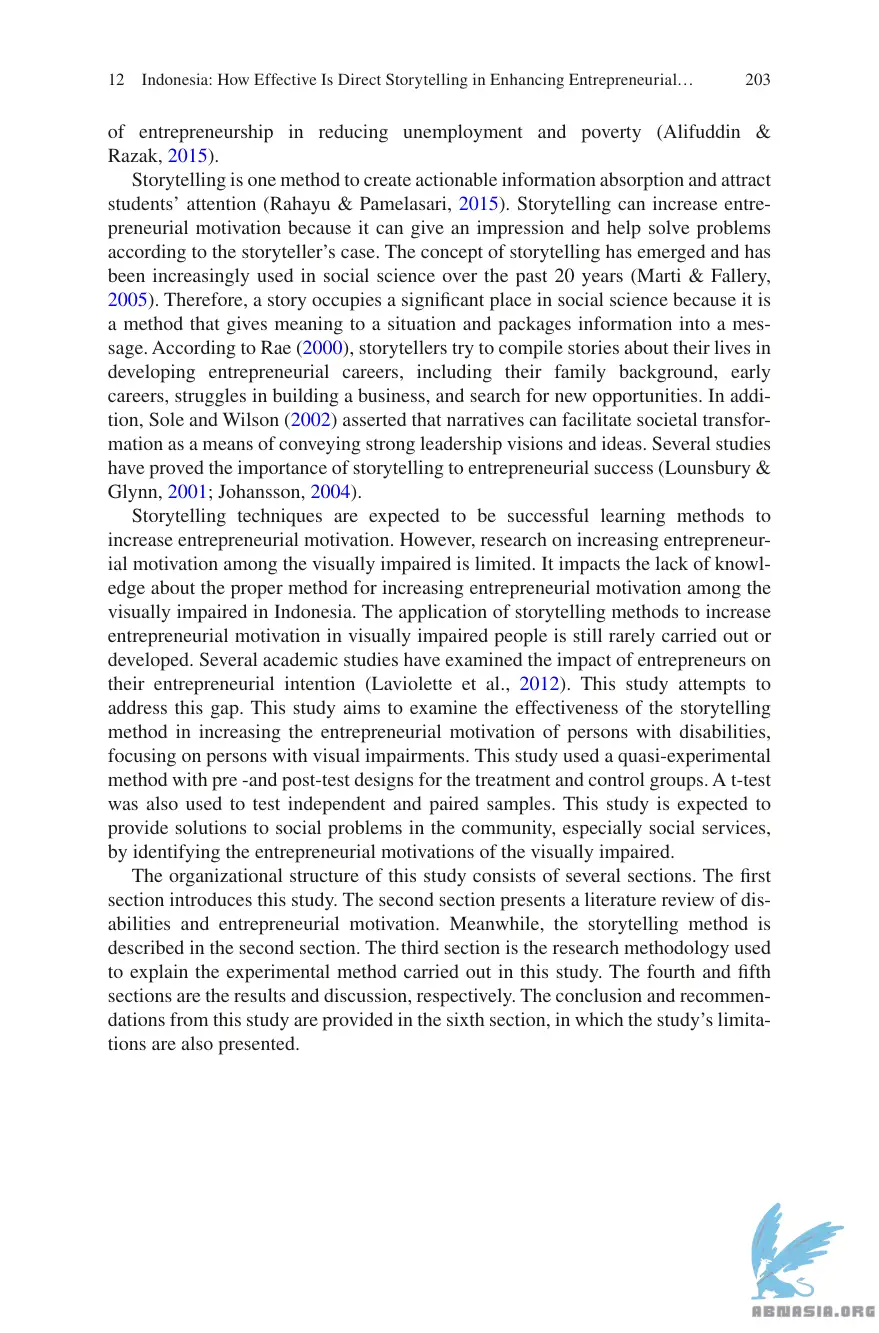 12 Indonesia: How Effective Is Direct Storytelling in Enhancing Entrepreneurial… 203
of entrepreneurship in reducing unemployment and poverty (Alifuddin &
Razak, 2015).
Storytelling is one method to create actionable information absorption and attract
students’ attention (Rahayu & Pamelasari, 2015). Storytelling can increase entre-
preneurial motivation because it can give an impression and help solve problems
according to the storyteller’s case. The concept of storytelling has emerged and has
been increasingly used in social science over the past 20 years (Marti & Fallery,
2005). Therefore, a story occupies a significant place in social science because it is
a method that gives meaning to a situation and packages information into a mes-
sage. According to Rae (2000), storytellers try to compile stories about their lives in
developing entrepreneurial careers, including their family background, early
careers, struggles in building a business, and search for new opportunities. In addi-
tion, Sole and Wilson (2002) asserted that narratives can facilitate societal transfor-
mation as a means of conveying strong leadership visions and ideas. Several studies
have proved the importance of storytelling to entrepreneurial success (Lounsbury &
Glynn, 2001; Johansson, 2004).
Storytelling techniques are expected to be successful learning methods to
increase entrepreneurial motivation. However, research on increasing entrepreneur-
ial motivation among the visually impaired is limited. It impacts the lack of knowl-
edge about the proper method for increasing entrepreneurial motivation among the
visually impaired in Indonesia. The application of storytelling methods to increase
entrepreneurial motivation in visually impaired people is still rarely carried out or
developed. Several academic studies have examined the impact of entrepreneurs on
their entrepreneurial intention (Laviolette et al., 2012). This study attempts to
address this gap. This study aims to examine the effectiveness of the storytelling
method in increasing the entrepreneurial motivation of persons with disabilities,
focusing on persons with visual impairments. This study used a quasi-experimental
method with pre -and post-test designs for the treatment and control groups. A t-test
was also used to test independent and paired samples. This study is expected to
provide solutions to social problems in the community, especially social services,
by identifying the entrepreneurial motivations of the visually impaired.
The organizational structure of this study consists of several sections. The first
section introduces this study. The second section presents a literature review of dis-
abilities and entrepreneurial motivation. Meanwhile, the storytelling method is
described in the second section. The third section is the research methodology used
to explain the experimental method carried out in this study. The fourth and fifth
sections are the results and discussion, respectively. The conclusion and recommen-
dations from this study are provided in the sixth section, in which the study’s limita-
tions are also presented.
ABNASIA.ORG